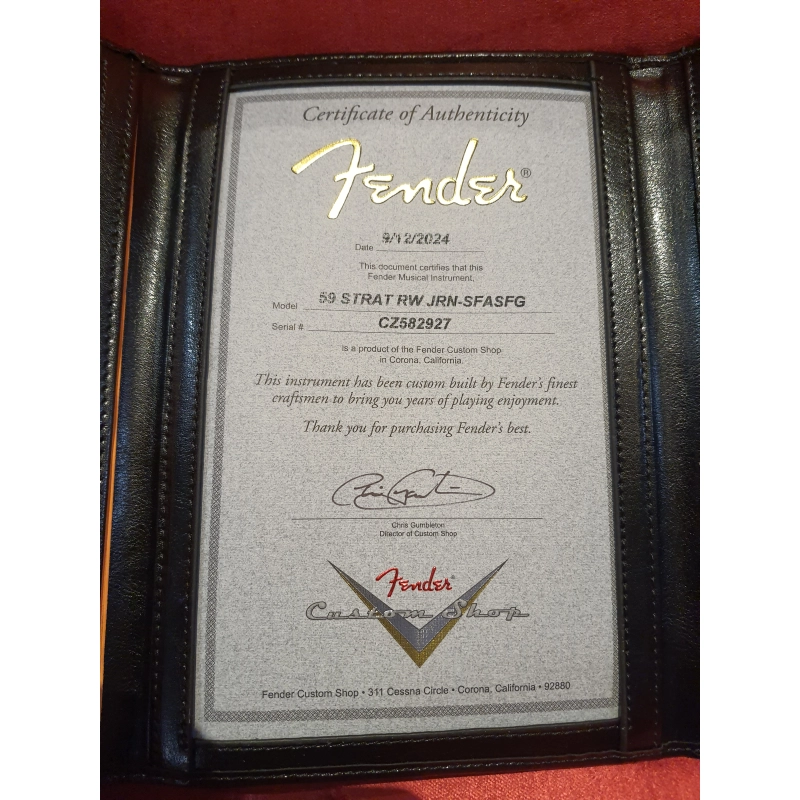 Certificate of Authenticity
Fender®
Date 9/12/2024
This document certifies that this
Fender Musical Instrument,
Model 59 STRAT RW JRN-SFASFG
Serial # CZ582927
is a product of the Fender Custom Shop
in Corona, California.
This instrument has been custom built by Fender's finest
craftsmen to bring you years of playing enjoyment.
Thank you for purchasing Fender's best.
Chris Gumbleton
Director of Custom Shop
Fender®
Custom Shop
Fender Custom Shop • 311 Cessna Circle • Corona, California • 92880